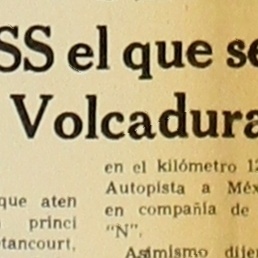 SS el que se
Volcadura
que aten
princi
tancourt,
en el kilómetro 12
Autopista a Méx
en compañía de
"N".
Asimismo dije